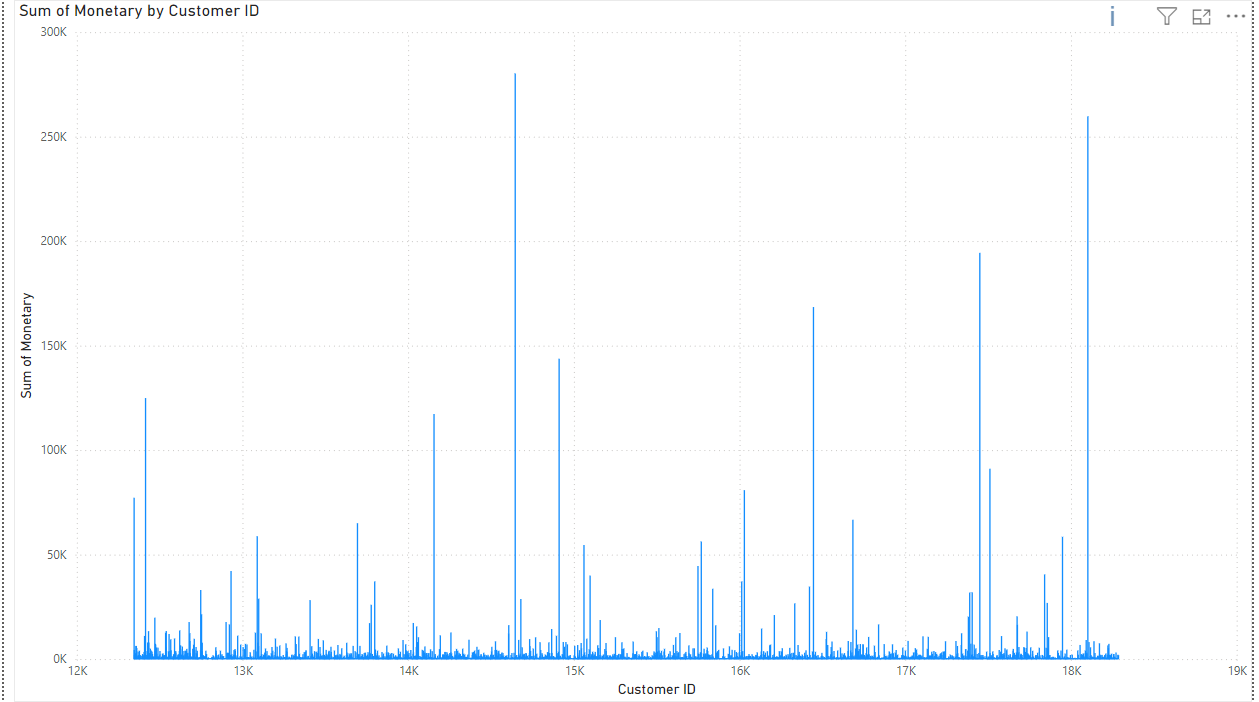 Sum of Monetary by Customer ID
300K
250K
200K
150K
100K
50K
0K
Sum of Monetary
12K 13K 14K 15K 16K 17K 18K 19K
Customer ID